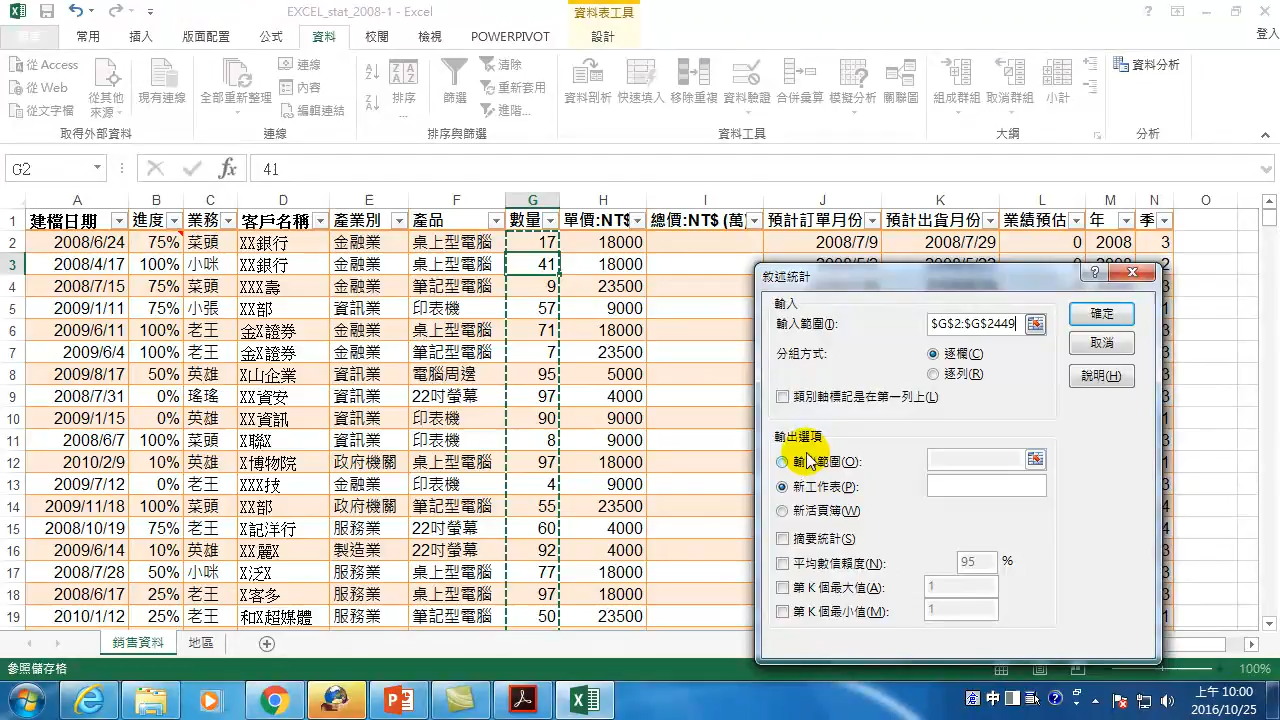 EXCEL_stat_2008-1 - Excel
資料表工具
常用 插入 版面配置 公式 資料 校閱 檢視 POWERPIVOT 設計 登入
從 Access
從 Web
從文字檔
從其他來源
現有連線
全部重新整理
連線
內容
編輯連結
排序
篩選
清除
重新套用
進階...
資料剖析
快速填入
移除重複
資料驗證
合併彙算
模擬分析
關聯圖
組成群組
取消群組
小計
資料分析
取得外部資料 連線 排序與篩選 資料工具 大綱 分析
G2 fx 41
A B C D E F G H I J K L M N O
1 建檔日期 進度 業務 客戶名稱 產業別 產品 數量 單價:NT$ 總價:NT$ (萬 預計訂單月份 預計出貨月份 業績預估 年 季
2 2008/6/24 75% 菜頭 XX銀行 金融業 桌上型電腦 17 18000 2008/7/9 2008/7/29 0 2008 3
3 2008/4/17 100% 小咪 XX銀行 金融業 桌上型電腦 41 18000
4 2008/7/15 75% 菜頭 XXX壽 金融業 桌上型電腦 9 23500
5 2009/1/11 75% 小張 XX部 資訊業 印表機 57 9000
6 2009/6/30 100% 老王 金X證券 金融業 桌上型電腦 71 18000
7 2009/6/4 100% 老王 金X證券 金融業 筆記型電腦 7 23500
8 2009/8/17 50% 英雄 X山企業 資訊業 電腦周邊 95 5000
9 2008/7/31 0% 瑤瑤 XX資安 資訊業 22吋螢幕 97 4000
10 2009/1/15 0% 英雄 XX資訊 資訊業 印表機 90 9000
11 2008/6/7 100% 菜頭 X聯X 資訊業 印表機 8 9000
12 2010/2/9 10% 英雄 X博物院 政府機關 桌上型電腦 97 18000
13 2009/7/12 0% 老王 XXX技 金融業 印表機 4 9000
14 2009/11/18 100% 菜頭 XX部 政府機關 筆記型電腦 55 23500
15 2008/10/19 75% 老王 X記洋行 服務業 22吋螢幕 60 4000
16 2009/6/14 10% 英雄 XX麗X 製造業 22吋螢幕 92 4000
17 2008/7/28 50% 小咪 X泛X 服務業 桌上型電腦 77 18000
18 2008/6/17 25% 老王 X客多 服務業 桌上型電腦 98 18000
19 2010/1/12 25% 老王 和X超媒體 服務業 筆記型電腦 50 23500
敘述統計
輸入
輸入範圍(I): $G$2:$G$2449
分組方式: 逐欄(C)
逐列(R)
類別軸標記是在第一列上(L)
確定
取消
說明(H)
輸出選項
範圍(O):
新工作表(P):
新活頁簿(W)
摘要統計(S)
平均數信賴度(N): 95 %
第 K 個最大值(A): 1
第 K 個最小值(M): 1
銷售資料 地區
參照儲存格 100%
中
上午 10:00
2016/10/25